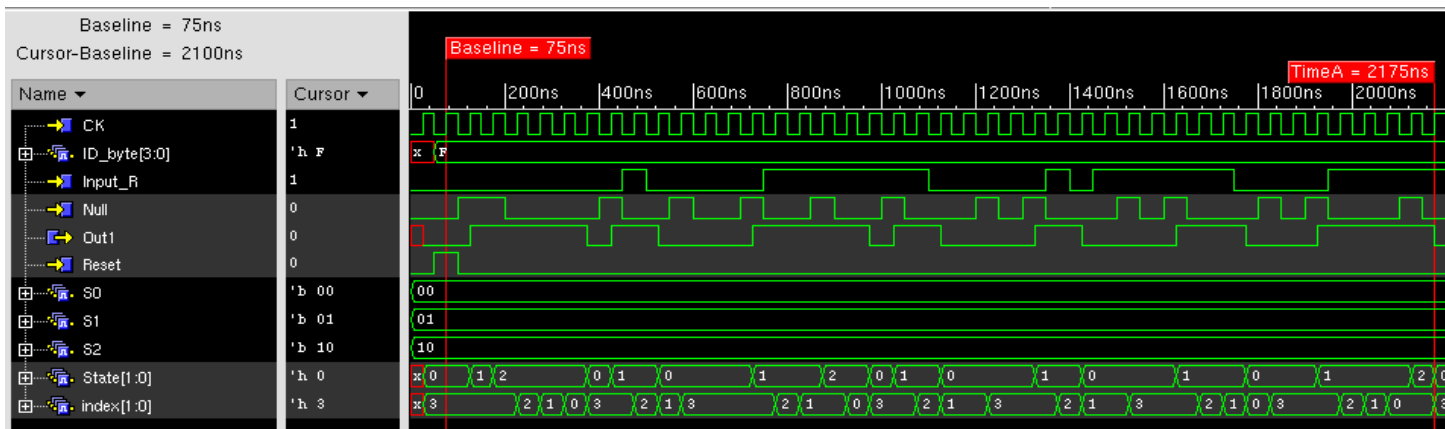 Baseline = 75ns
Cursor-Baseline = 2100ns
Baseline = 75ns
TimeA = 2175ns
Name Cursor 0 200ns 400ns 600ns 800ns 1000ns 1200ns 1400ns 1600ns 1800ns 2000ns
CK 1
ID_byte[3:0] 'h F x F
Input_R 1
Null 0
Out1 0
Reset 0
S0 'b 00 00
S1 'b 01 01
S2 'b 10 10
State[1:0] 'h 0 x 0 1 2 0 1 0 1 2 0 1 0 1 0 1 0 1 2 0
index[1:0] 'h 3 x 3 2 1 0 3 2 1 3 2 1 0 3 2 1 3 2 1 3 2 1 0 3 2 1 0 3